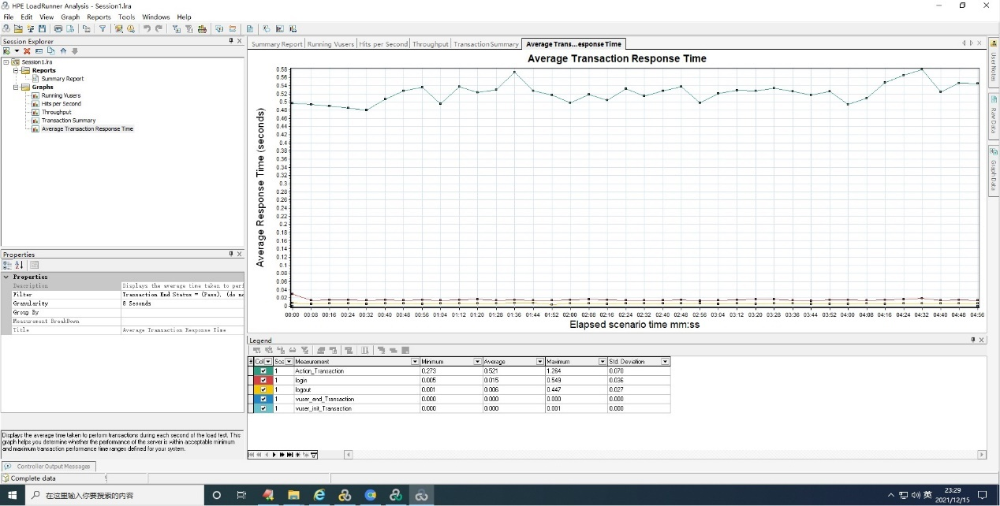 HPE LoadRunner Analysis - Session1.lra
File Edit View Graph Reports Tools Windows Help
Session Explorer
Session1.lra
Reports
Summary Report
Graphs
Running Vusers
Hits per Second
Throughput
Transaction Summary
Average Transaction Response Time
Properties
Properties
Description Displays the average time taken to perf
Filter Transaction End Status = (Pass), (do no
Granularity 8 Seconds
Group By
Measurement BreakDown
Title Average Transaction Response Time
Displays the average time taken to perform transactions during each second of the load test. This
graph helps you determine whether the performance of the server is within acceptable minimum
and maximum transaction performance time ranges defined for your system.
Summary Report Running Vusers Hits per Second Throughput Transaction Summary Average Trans...esponse Time
Average Transaction Response Time
Average Response Time (seconds)
0.58
0.56
0.54
0.52
0.5
0.48
0.46
0.44
0.42
0.4
0.38
0.36
0.34
0.32
0.3
0.28
0.26
0.24
0.22
0.2
0.18
0.16
0.14
0.12
0.1
0.08
0.06
0.04
0.02
0
00:00 00:08 00:16 00:24 00:32 00:40 00:48 00:56 01:04 01:12 01:20 01:28 01:36 01:44 01:52 02:00 02:08 02:16 02:24 02:32 02:40 02:48 02:56 03:04 03:12 03:20 03:28 03:36 03:44 03:52 04:00 04:08 04:16 04:24 04:32 04:40 04:48 04:56
Elapsed scenario time mm:ss
User Notes
Raw Data
Graph Data
Legend
Col Sca Measurement Minimum Average Maximum Std. Deviation
1 Action_Transaction 0.273 0.521 1.264 0.070
1 login 0.005 0.015 0.549 0.036
1 logout 0.001 0.006 0.447 0.027
1 vuser_end_Transaction 0.000 0.000 0.000 0.000
1 vuser_init_Transaction 0.000 0.000 0.001 0.000
Controller Output Messages
Complete data
在这里输入你要搜索的内容
英
23:29
2021/12/15